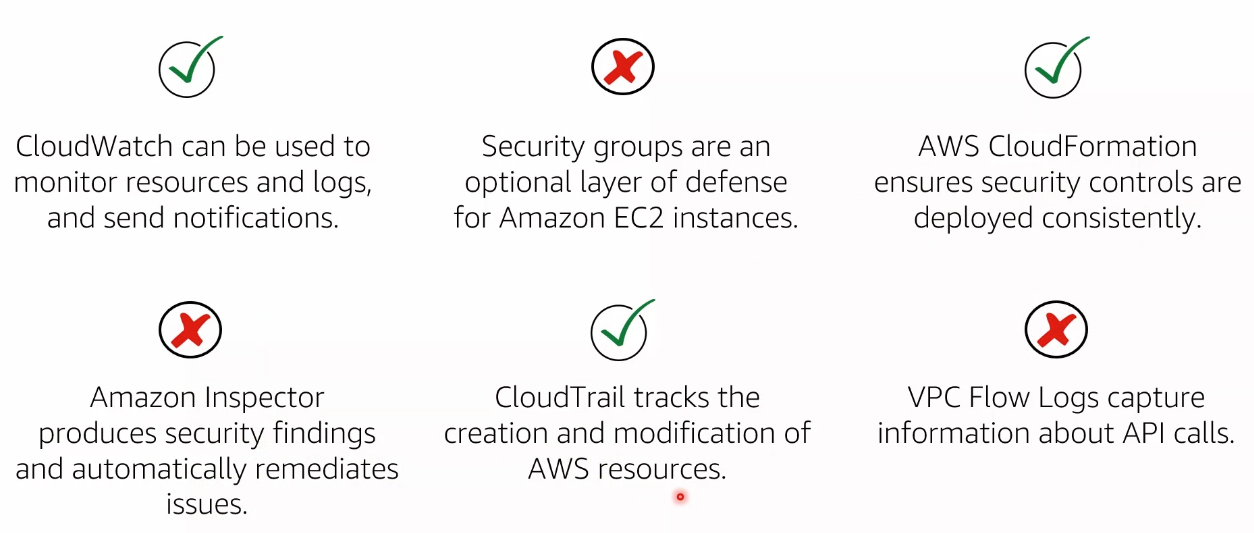 CloudWatch can be used to
monitor resources and logs,
and send notifications.
Security groups are an
optional layer of defense
for Amazon EC2 instances.
AWS CloudFormation
ensures security controls are
deployed consistently.
Amazon Inspector
produces security findings
and automatically remediates
issues.
CloudTrail tracks the
creation and modification of
AWS resources.
VPC Flow Logs capture
information about API calls.